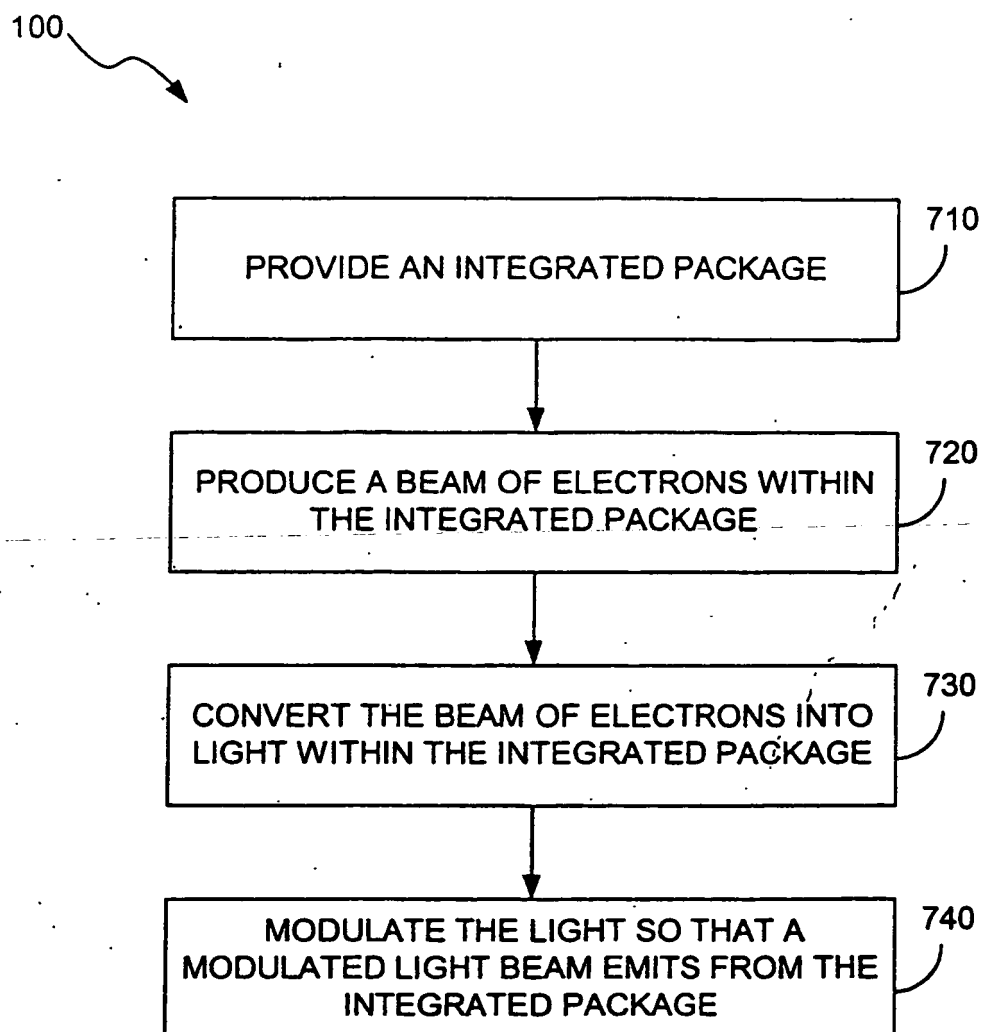 100
PROVIDE AN INTEGRATED PACKAGE
710
PRODUCE A BEAM OF ELECTRONS WITHIN
THE INTEGRATED PACKAGE
720
CONVERT THE BEAM OF ELECTRONS INTO
LIGHT WITHIN THE INTEGRATED PACKAGE
730
MODULATE THE LIGHT SO THAT A
MODULATED LIGHT BEAM EMITS FROM THE
INTEGRATED PACKAGE
740